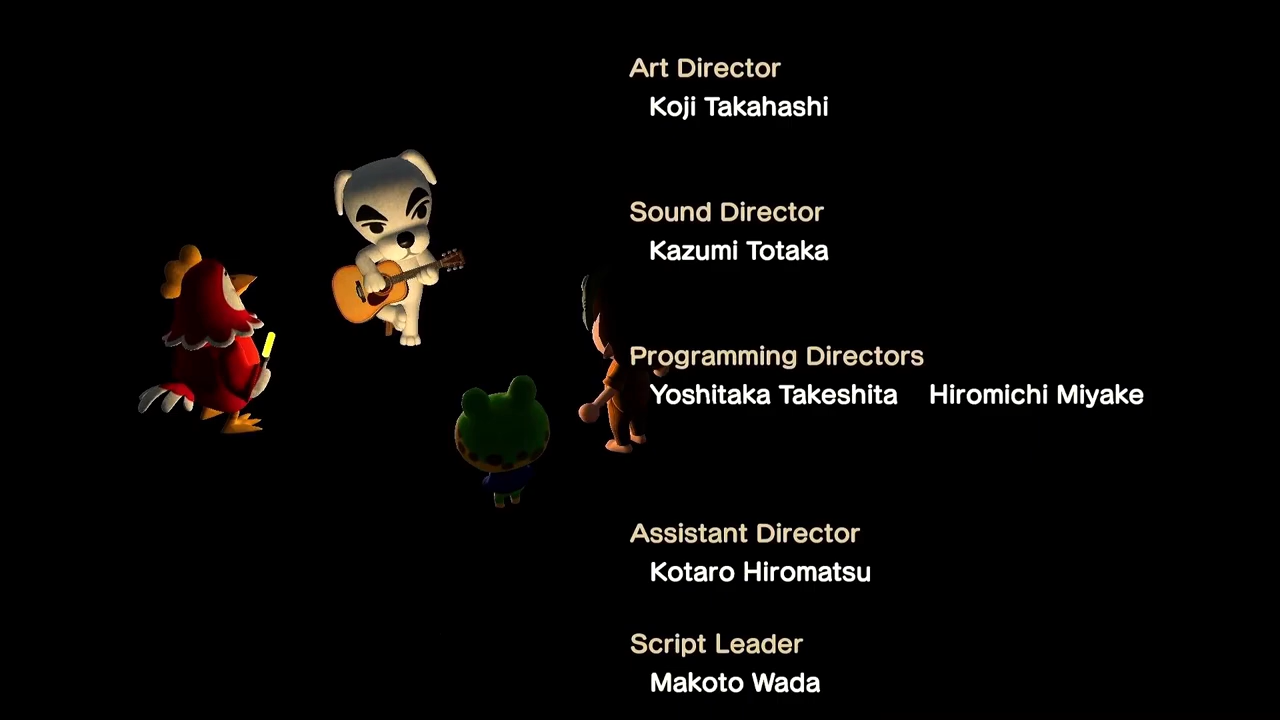 Art Director
Koji Takahashi
Sound Director
Kazumi Totaka
Programming Directors
Yoshitaka Takeshita Hiromichi Miyake
Assistant Director
Kotaro Hiromatsu
Script Leader
Makoto Wada